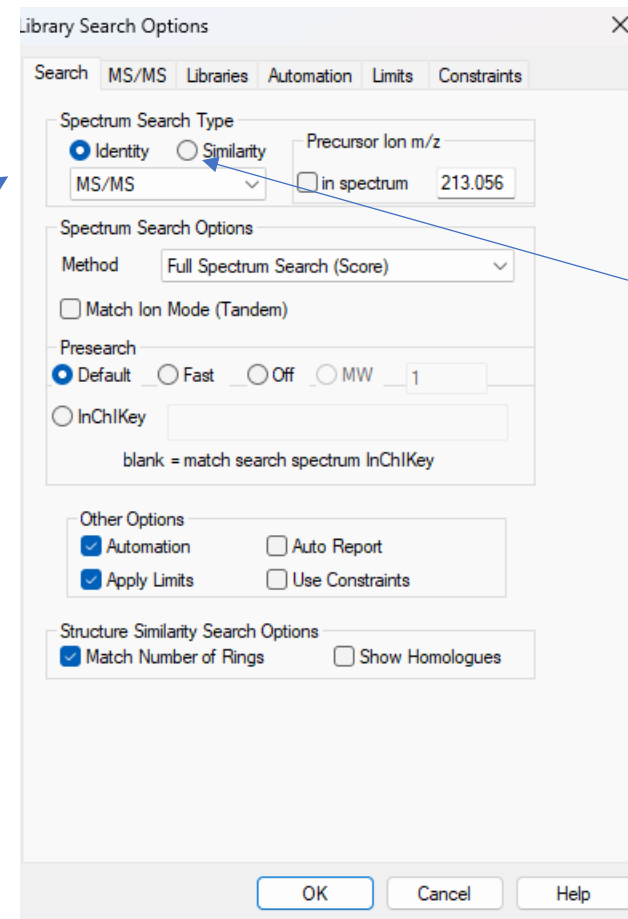 Library Search Options
Search MS/MS Libraries Automation Limits Constraints
Spectrum Search Type
Identity Similarity
MS/MS
Precursor Ion m/z
in spectrum 213.056
Spectrum Search Options
Method Full Spectrum Search (Score)
Match Ion Mode (Tandem)
Presearch
Default Fast Off MW 1
InChIKey
blank = match search spectrum InChIKey
Other Options
Automation Auto Report
Apply Limits Use Constraints
Structure Similarity Search Options
Match Number of Rings Show Homologues
OK Cancel Help